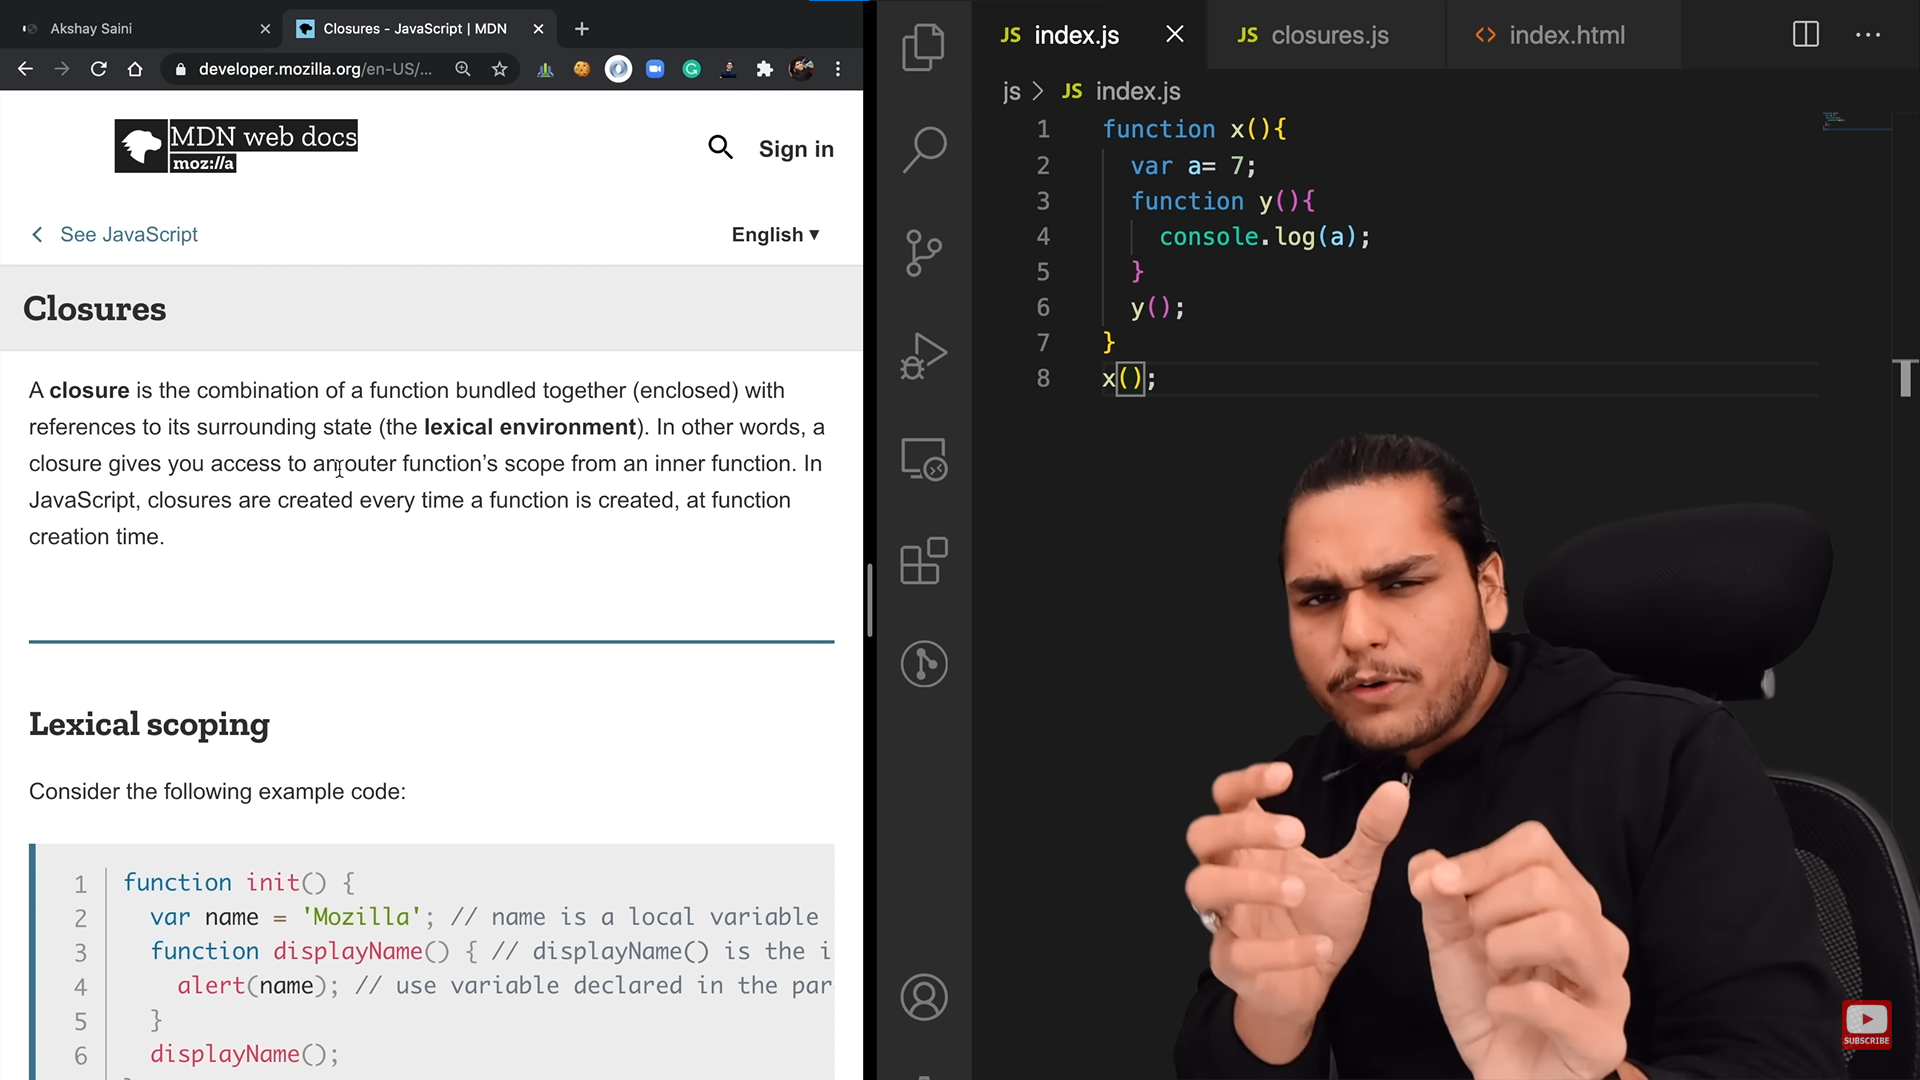 Akshay Saini
Closures - JavaScript | MDN
developer.mozilla.org/en-US/...
MDN web docs
moz://a
Sign in
See JavaScript
English ▾
Closures
A closure is the combination of a function bundled together (enclosed) with
references to its surrounding state (the lexical environment). In other words, a
closure gives you access to an outer function’s scope from an inner function. In
JavaScript, closures are created every time a function is created, at function
creation time.
Lexical scoping
Consider the following example code:
1 function init() {
2 var name = 'Mozilla'; // name is a local variable
3 function displayName() { // displayName() is the i
4 alert(name); // use variable declared in the par
5 }
6 displayName();
JS index.js
JS closures.js
<> index.html
js > JS index.js
1 function x(){
2 var a= 7;
3 function y(){
4 console.log(a);
5 }
6 y();
7 }
8 x();
SUBSCRIBE